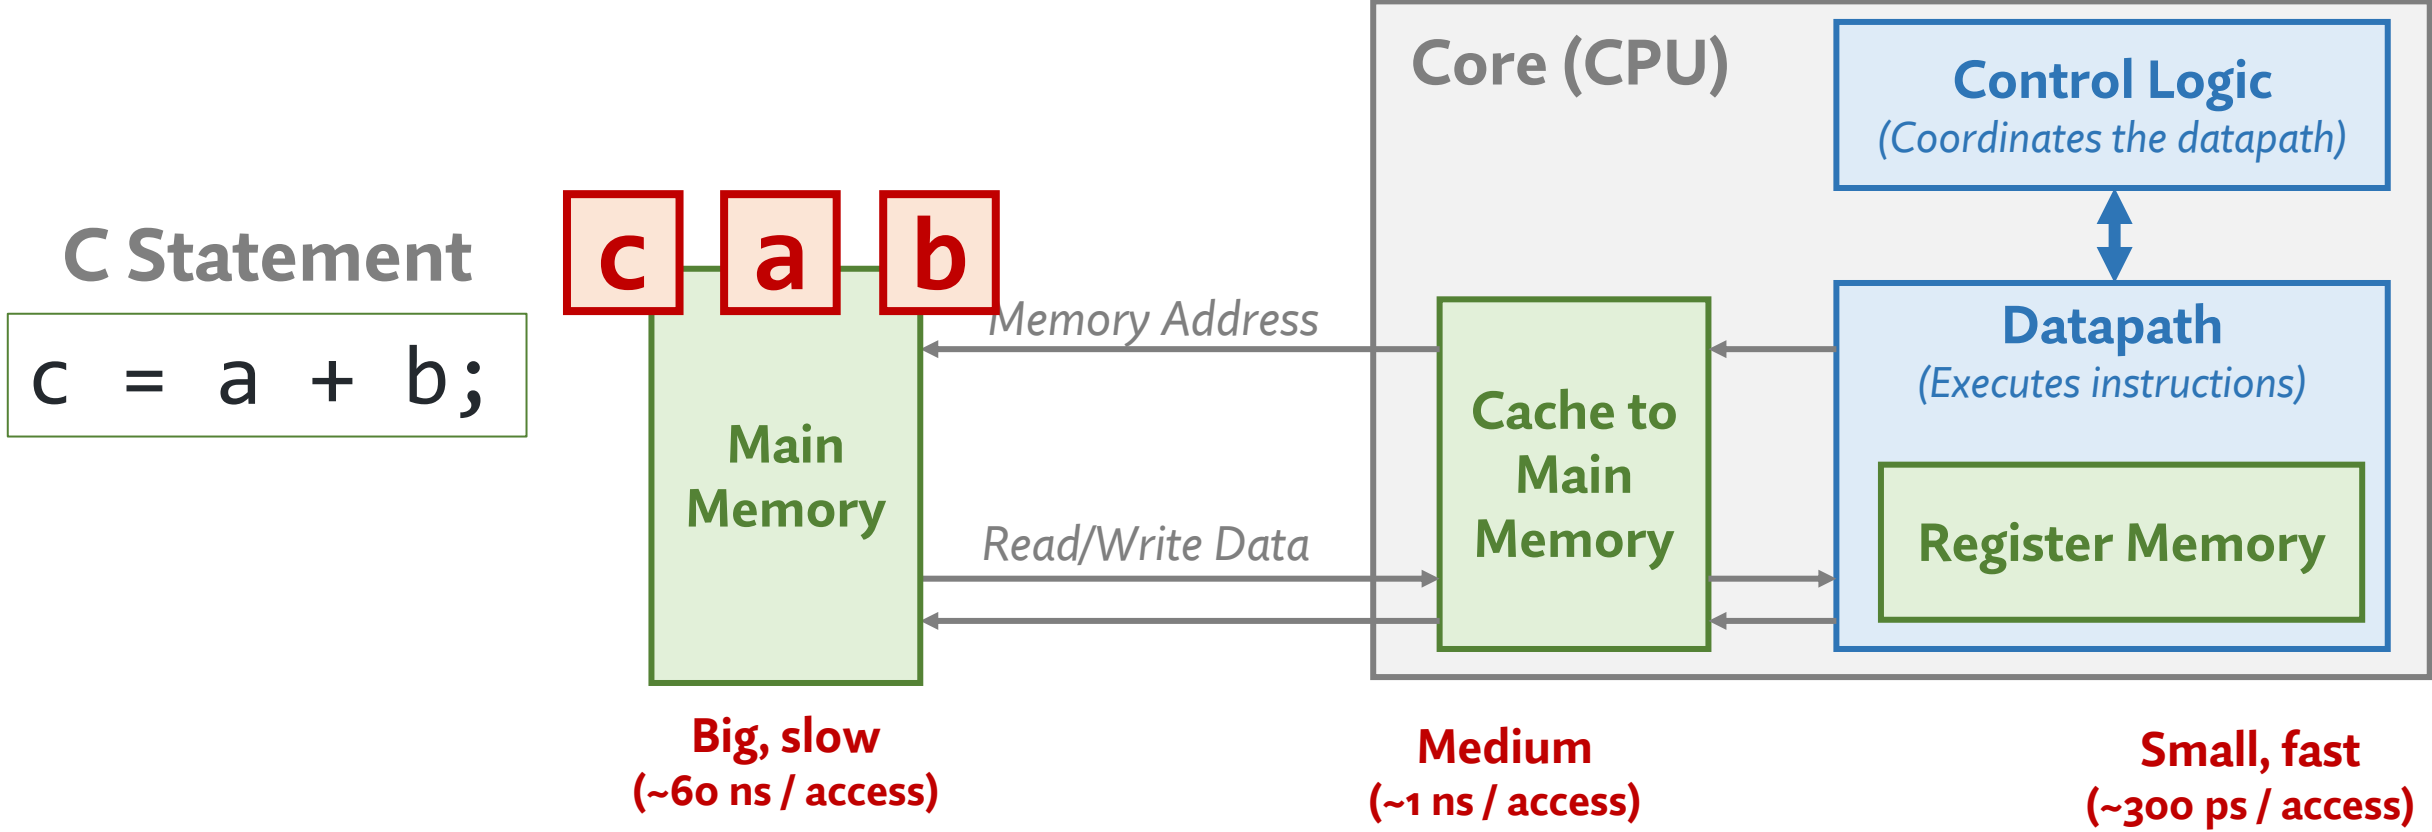 Core (CPU)
Control Logic
(Coordinates the datapath)
C Statement
c = a + b;
c
a
b
Memory Address
Main
Memory
Read/Write Data
Cache to
Main
Memory
Datapath
(Executes instructions)
Register Memory
Big, slow
(~60 ns / access)
Medium
(~1 ns / access)
Small, fast
(~300 ps / access)